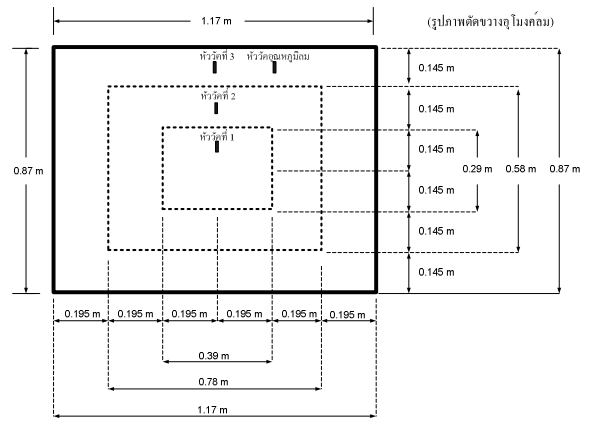 1.17 m
(รูปภาพตัดขวางอุโมงค์ลม)
หัววัดที่ 3 หัววัดอุณหภูมิลม
0.145 m
หัววัดที่ 2
0.145 m
หัววัดที่ 1
0.145 m
0.87 m
0.29 m 0.58 m 0.87 m
0.145 m
0.145 m
0.145 m
0.195 m 0.195 m 0.195 m 0.195 m 0.195 m 0.195 m
0.39 m
0.78 m
1.17 m